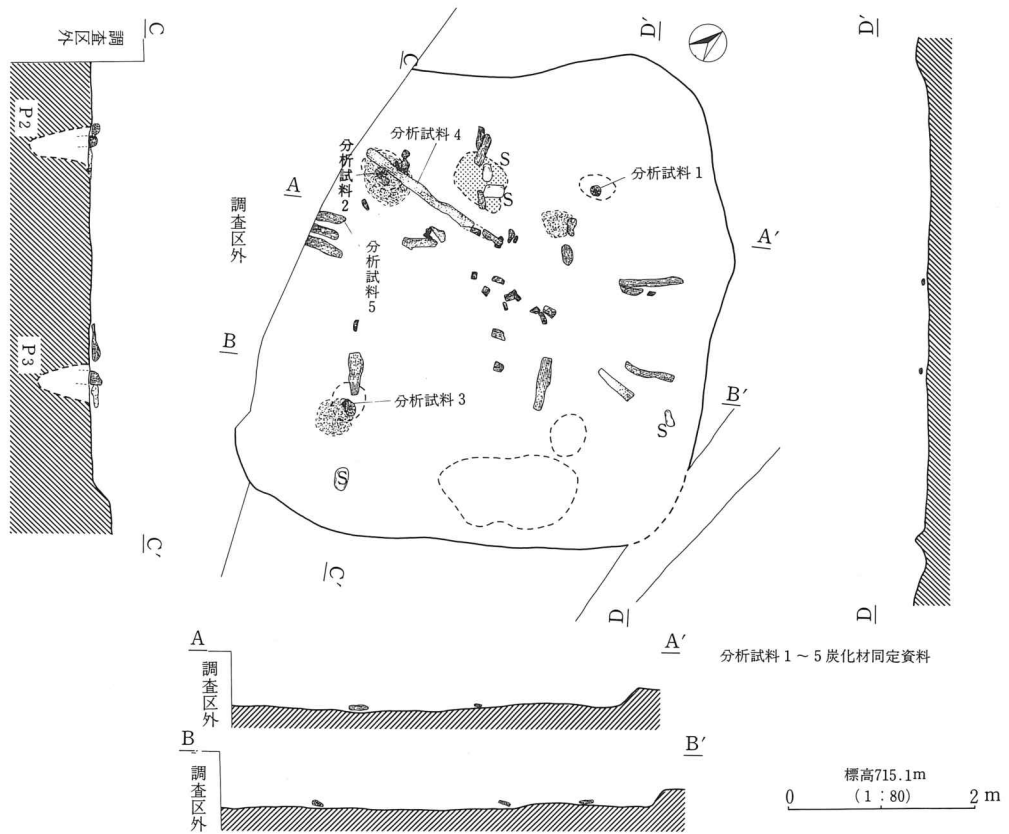 C
調査区外
P2
P3
C'
C
D'
分析試料4
分析試料2
S
S
分析試料1
A
調査区外
分析試料5
A'
B
分析試料3
B'
S
S
C'
D
D'
D
A
調査区外
A'
分析試料1～5炭化材同定資料
B
調査区外
B'
標高715.1m
(1:80)
0 2 m